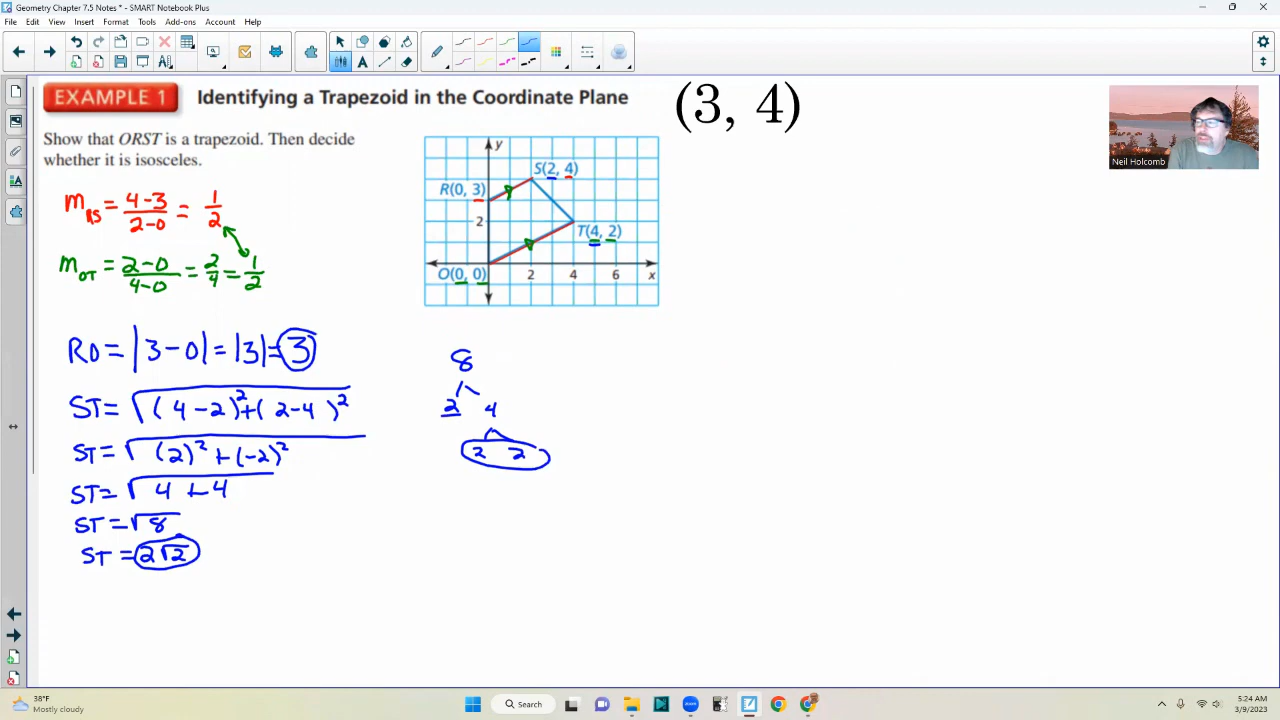 Geometry Chapter 7.5 Notes * - SMART Notebook Plus
File Edit View Insert Format Tools Add-ons Account Help
EXAMPLE 1 Identifying a Trapezoid in the Coordinate Plane
(3, 4)
Show that ORST is a trapezoid. Then decide
whether it is isosceles.
y
S(2, 4)
R(0, 3)
2
T(4, 2)
O(0, 0)
2 4 6 x
m_RS = 4-3/2-0 = 1/2
m_OT = 2-0/4-0 = 2/4 = 1/2
RO = |3-0| = |3| = 3
ST = √(4-2)²+(2-4)²
ST = √(2)²+(-2)²
ST = √4+4
ST = √8
ST = 2√2
8
2 4
2 2
Neil Holcomb
38°F
Mostly cloudy
Search
5:24 AM
3/9/2023